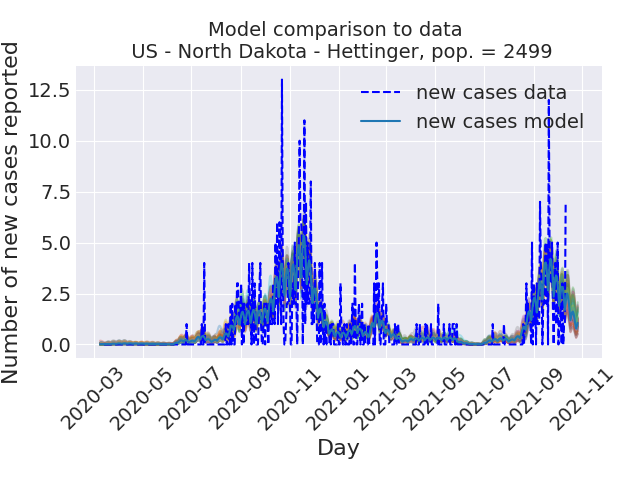 Model comparison to data
US - North Dakota - Hettinger, pop. = 2499
Number of new cases reported
12.5
10.0
7.5
5.0
2.5
0.0
new cases data
new cases model
2020-03
2020-05
2020-07
2020-09
2020-11
2021-01
2021-03
2021-05
2021-07
2021-09
2021-11
Day